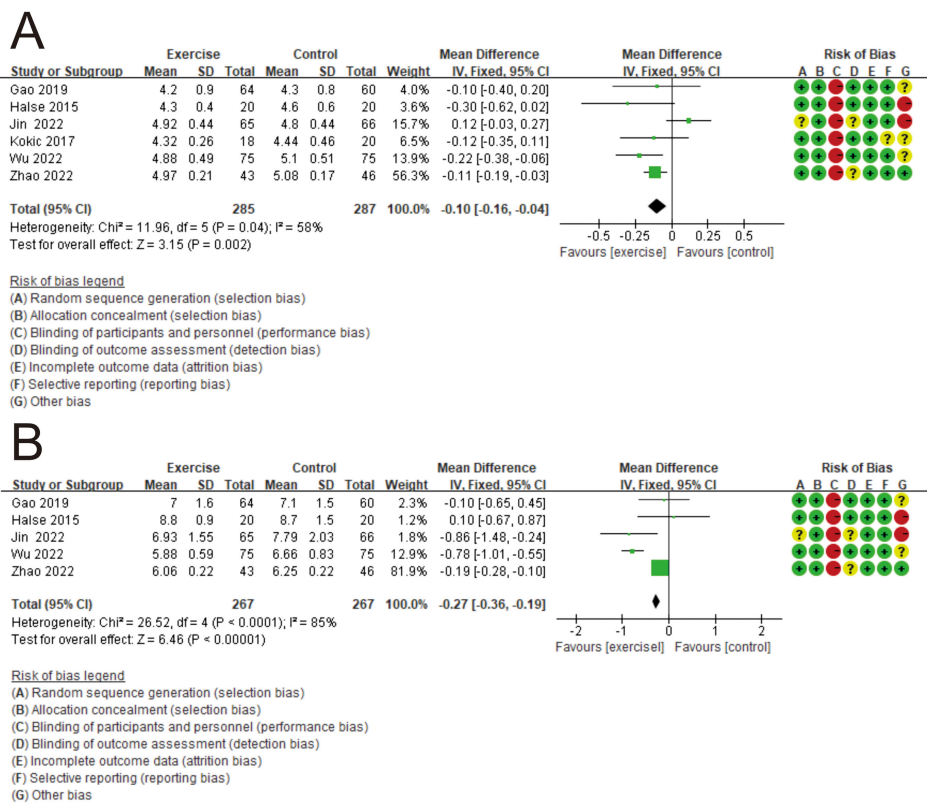 A
Exercise Control Mean Difference Mean Difference Risk of Bias
Study or Subgroup Mean SD Total Mean SD Total Weight IV, Fixed, 95% CI IV, Fixed, 95% CI A B C D E F G
Gao 2019 4.2 0.9 64 4.3 0.8 60 4.0% -0.10 [-0.40, 0.20] + + - + + + ?
Halse 2015 4.3 0.4 20 4.6 0.6 20 3.6% -0.30 [-0.62, 0.02] + + - + + + -
Jin 2022 4.92 0.44 65 4.8 0.44 66 15.7% 0.12 [-0.03, 0.27] ? + - ? + + -
Kokic 2017 4.32 0.26 18 4.44 0.46 20 6.5% -0.12 [-0.35, 0.11] + + - + + ? ?
Wu 2022 4.88 0.49 75 5.1 0.51 75 13.9% -0.22 [-0.38, -0.06] + + - + + + ?
Zhao 2022 4.97 0.21 43 5.08 0.17 46 56.3% -0.11 [-0.19, -0.03] + + - ? + + +
Total (95% CI) 285 287 100.0% -0.10 [-0.16, -0.04]
Heterogeneity: Chi² = 11.96, df = 5 (P = 0.04); I² = 58%
Test for overall effect: Z = 3.15 (P = 0.002)
-0.5 -0.25 0 0.25 0.5
Favours [exercise] Favours [control]
Risk of bias legend
(A) Random sequence generation (selection bias)
(B) Allocation concealment (selection bias)
(C) Blinding of participants and personnel (performance bias)
(D) Blinding of outcome assessment (detection bias)
(E) Incomplete outcome data (attrition bias)
(F) Selective reporting (reporting bias)
(G) Other bias
B
Exercise Control Mean Difference Mean Difference Risk of Bias
Study or Subgroup Mean SD Total Mean SD Total Weight IV, Fixed, 95% CI IV, Fixed, 95% CI A B C D E F G
Gao 2019 7 1.6 64 7.1 1.5 60 2.3% -0.10 [-0.65, 0.45] + + - + + + ?
Halse 2015 8.8 0.9 20 8.7 1.5 20 1.2% 0.10 [-0.67, 0.87] + + - + + + -
Jin 2022 6.93 1.55 65 7.79 2.03 66 1.8% -0.86 [-1.48, -0.24] ? + - ? + + -
Wu 2022 5.88 0.59 75 6.66 0.83 75 12.9% -0.78 [-1.01, -0.55] + + - + + + ?
Zhao 2022 6.06 0.22 43 6.25 0.22 46 81.9% -0.19 [-0.28, -0.10] + + - ? + + +
Total (95% CI) 267 267 100.0% -0.27 [-0.36, -0.19]
Heterogeneity: Chi² = 26.52, df = 4 (P < 0.0001); I² = 85%
Test for overall effect: Z = 6.46 (P < 0.00001)
-2 -1 0 1 2
Favours [exercisel] Favours [control]
Risk of bias legend
(A) Random sequence generation (selection bias)
(B) Allocation concealment (selection bias)
(C) Blinding of participants and personnel (performance bias)
(D) Blinding of outcome assessment (detection bias)
(E) Incomplete outcome data (attrition bias)
(F) Selective reporting (reporting bias)
(G) Other bias